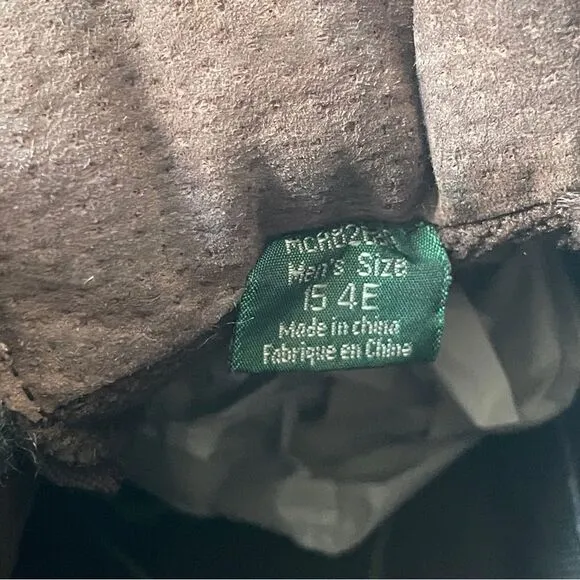 Men's Size
15 4E
Made in china
Fabrique en Chine